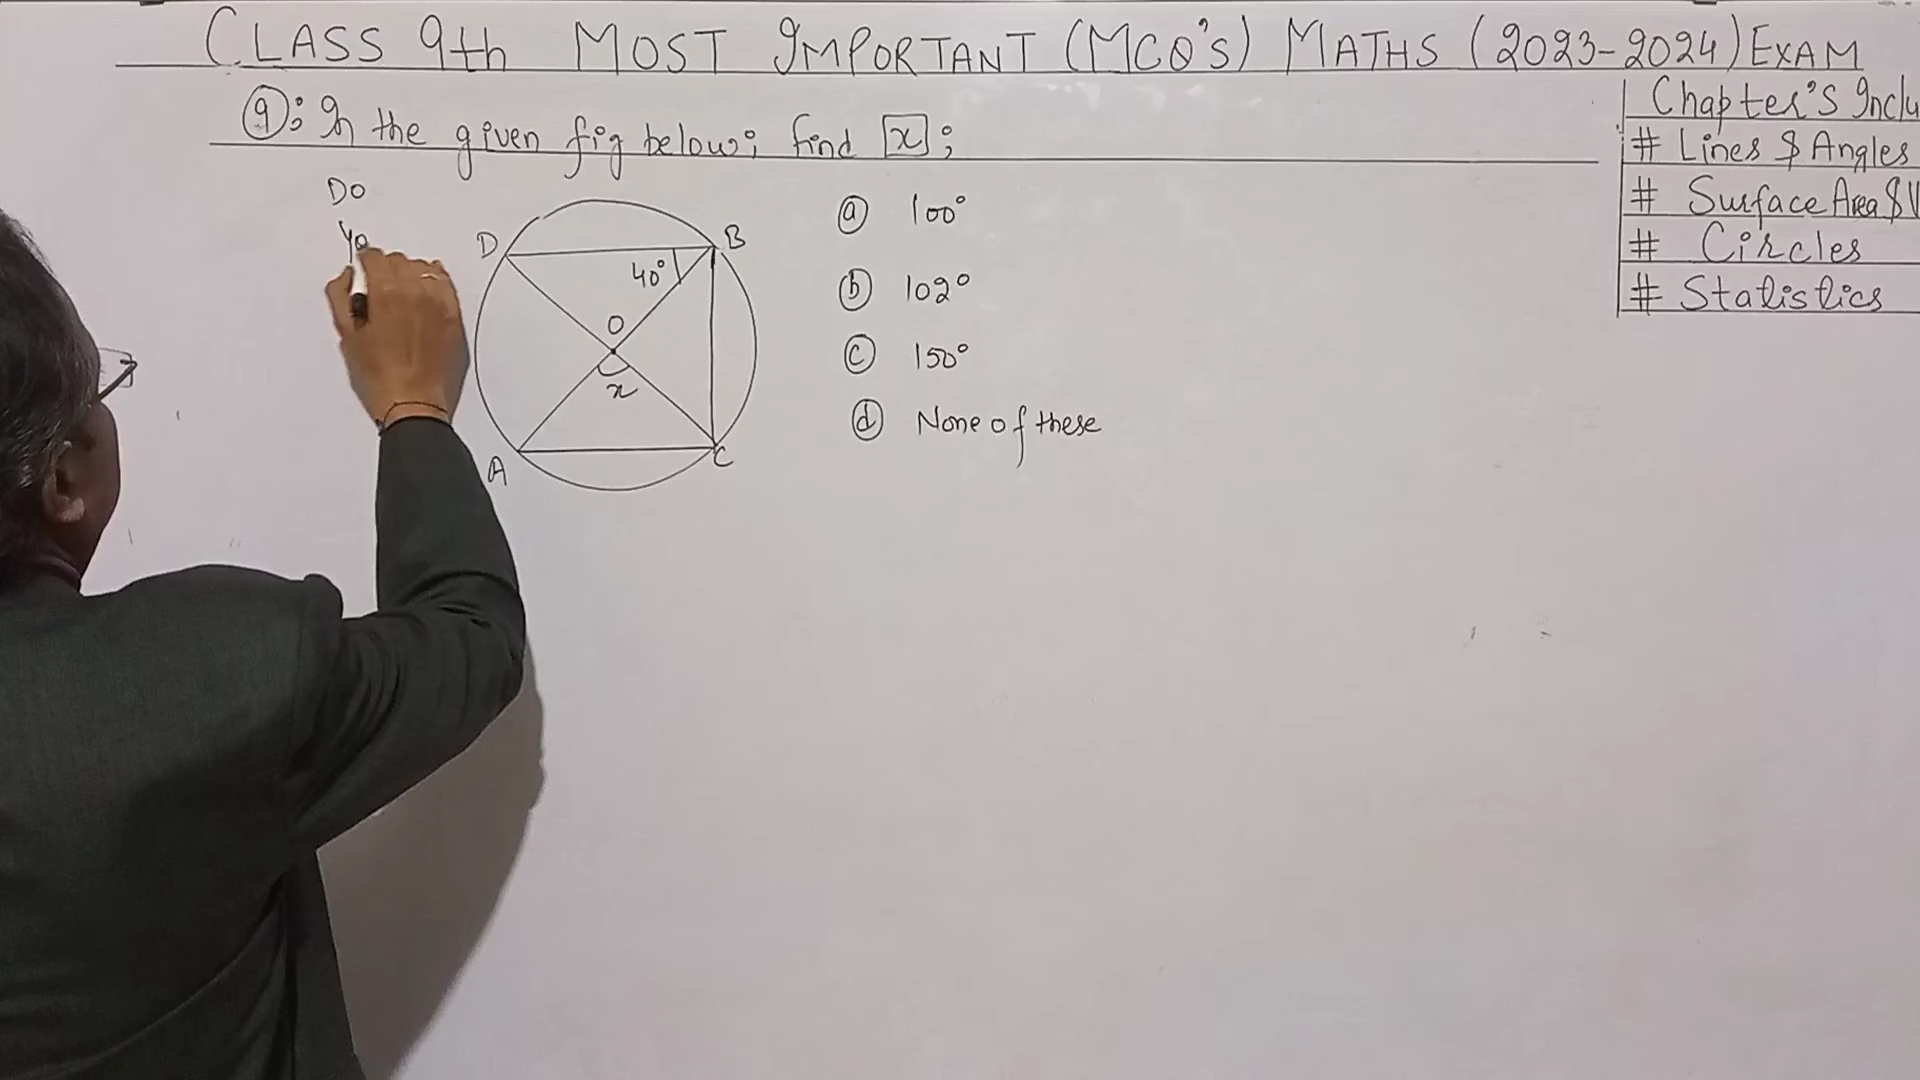 CLASS 9th MOST IMPORTANT (MCQ'S) MATHS (2023-2024) EXAM
Q: In the given fig below; find x;
Chapter's Inclu
# Lines & Angles
# Surface Area & V
# Circles
# Statistics
Do
Yo
D
B
40°
O
x
A
C
(a) 100°
(b) 102°
(c) 150°
(d) None of these